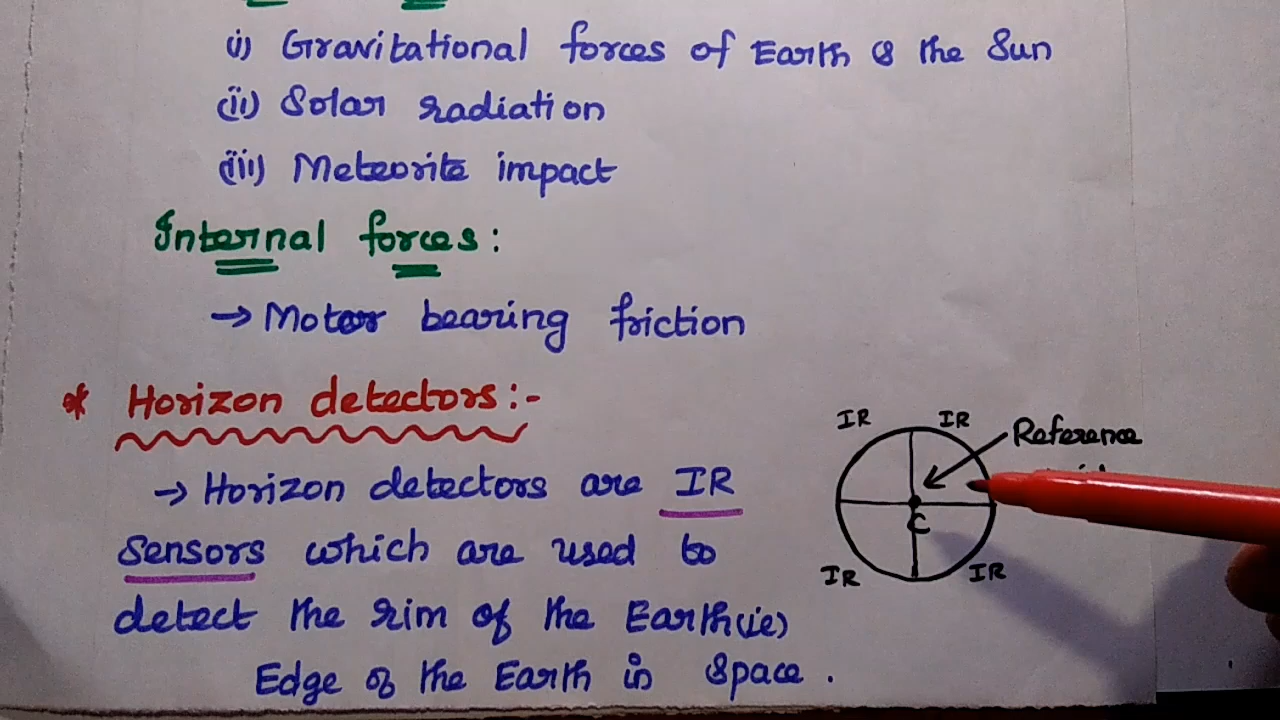 (i) Gravitational forces of Earth & the Sun
(ii) Solar radiation
(iii) Meteorite impact
Internal forces:
→ Motor bearing friction
* Horizon detectors:-
→ Horizon detectors are IR
sensors which are used to
detect the rim of the Earth (ie)
Edge of the Earth in space.
IR IR
Reference
C
IR IR